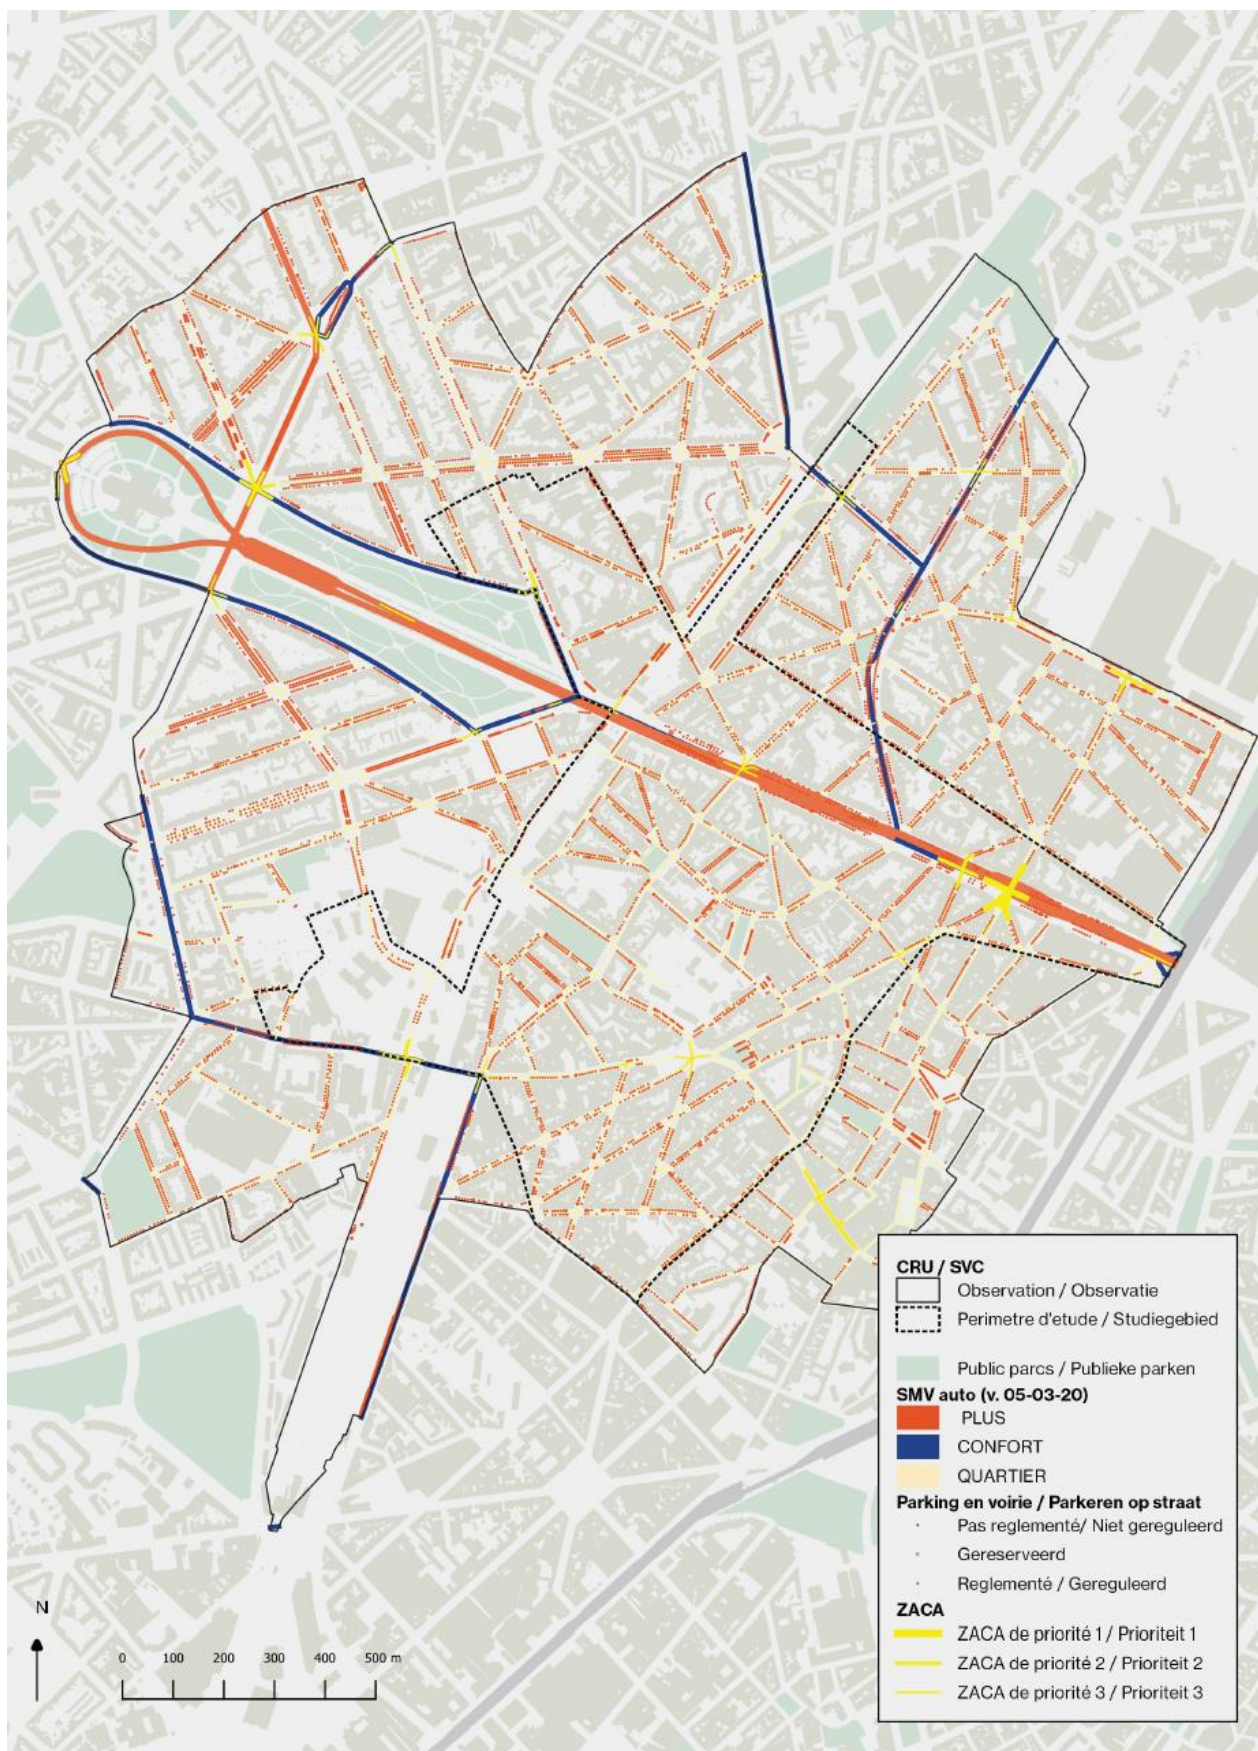 CRU / SVC
Observation / Observatie
Perimetre d'etude / Studiegebied
Public parcs / Publieke parken
SMV auto (v. 05-03-20)
PLUS
CONFORT
QUARTIER
Parking en voirie / Parkeren op straat
Pas reglementé/ Niet gereguleerd
Gereserveerd
Reglementé / Gereguleerd
ZACA
ZACA de priorité 1 / Prioriteit 1
ZACA de priorité 2 / Prioriteit 2
ZACA de priorité 3 / Prioriteit 3
N
0 100 200 300 400 500 m